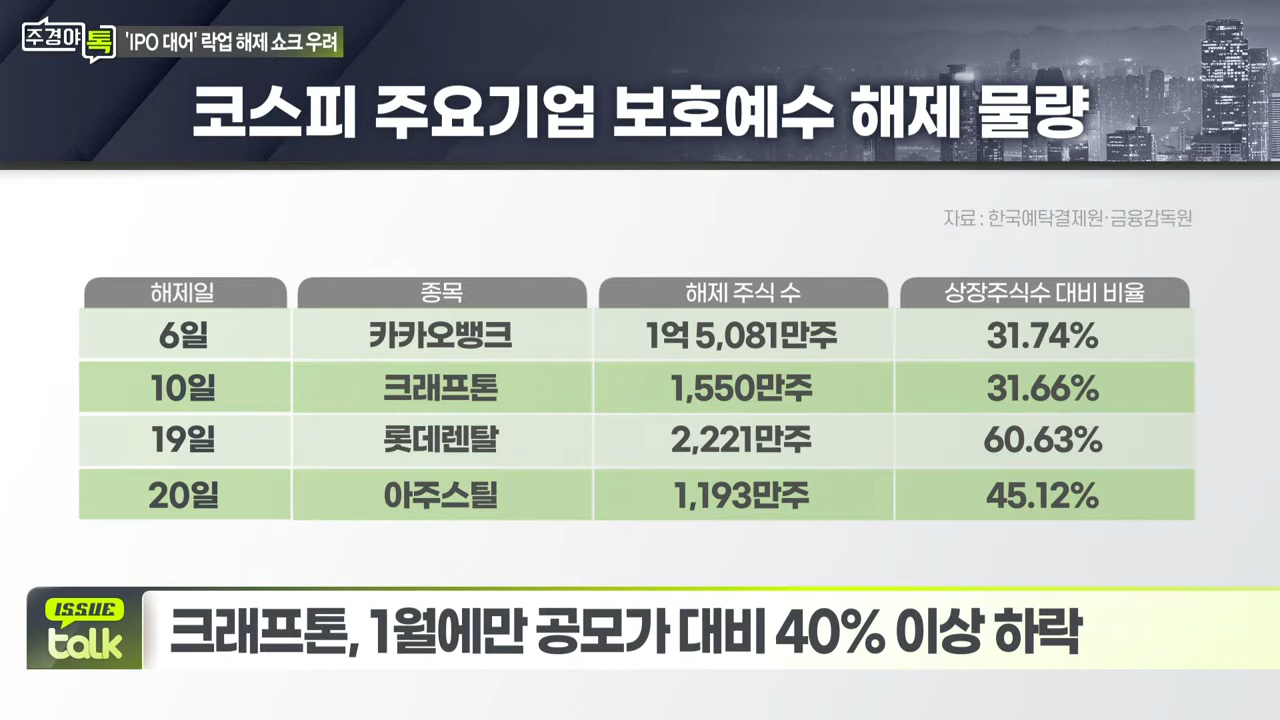 주경야톡 'IPO 대어' 락업 해제 쇼크 우려
코스피 주요기업 보호예수 해제 물량
자료 : 한국예탁결제원·금융감독원
해제일 종목 해제 주식 수 상장주식수 대비 비율
6일 카카오뱅크 1억 5,081만주 31.74%
10일 크래프톤 1,550만주 31.66%
19일 롯데렌탈 2,221만주 60.63%
20일 아주스틸 1,193만주 45.12%
ISSUE
talk
크래프톤, 1월에만 공모가 대비 40% 이상 하락